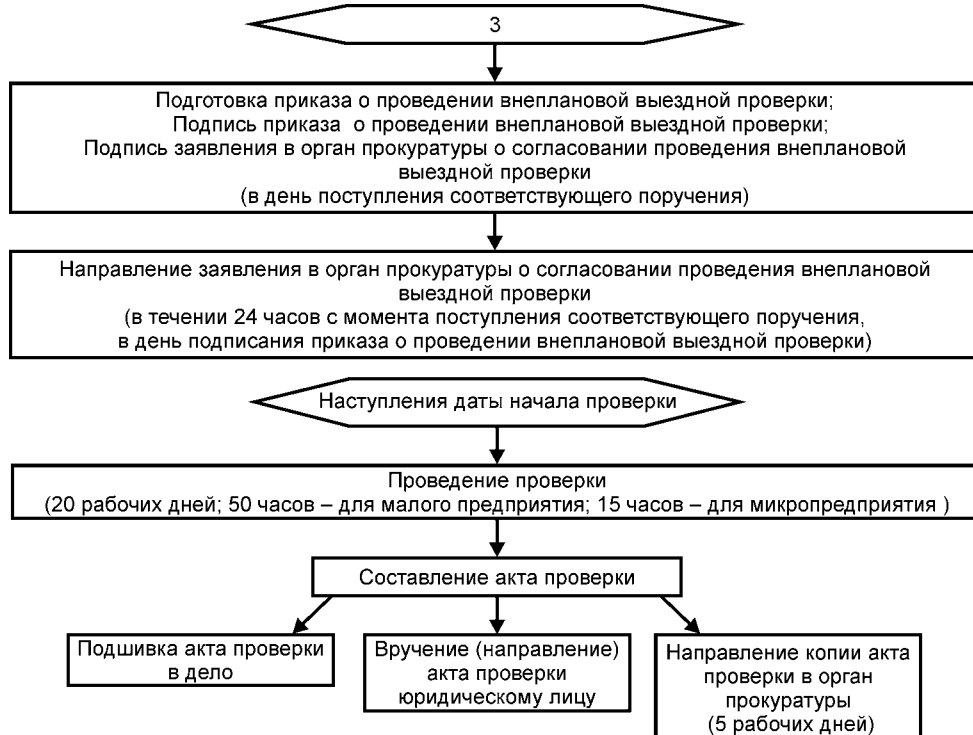 3
Подготовка приказа о проведении внеплановой выездной проверки;
Подпись приказа о проведении внеплановой выездной проверки;
Подпись заявления в орган прокуратуры о согласовании проведения внеплановой
выездной проверки
(в день поступления соответствующего поручения)
Направление заявления в орган прокуратуры о согласовании проведения внеплановой
выездной проверки
(в течении 24 часов с момента поступления соответствующего поручения,
в день подписания приказа о проведении внеплановой выездной проверки)
Наступления даты начала проверки
Проведение проверки
(20 рабочих дней; 50 часов – для малого предприятия; 15 часов – для микропредприятия )
Составление акта проверки
Подшивка акта проверки
в дело
Вручение (направление)
акта проверки
юридическому лицу
Направление копии акта
проверки в орган
прокуратуры
(5 рабочих дней)